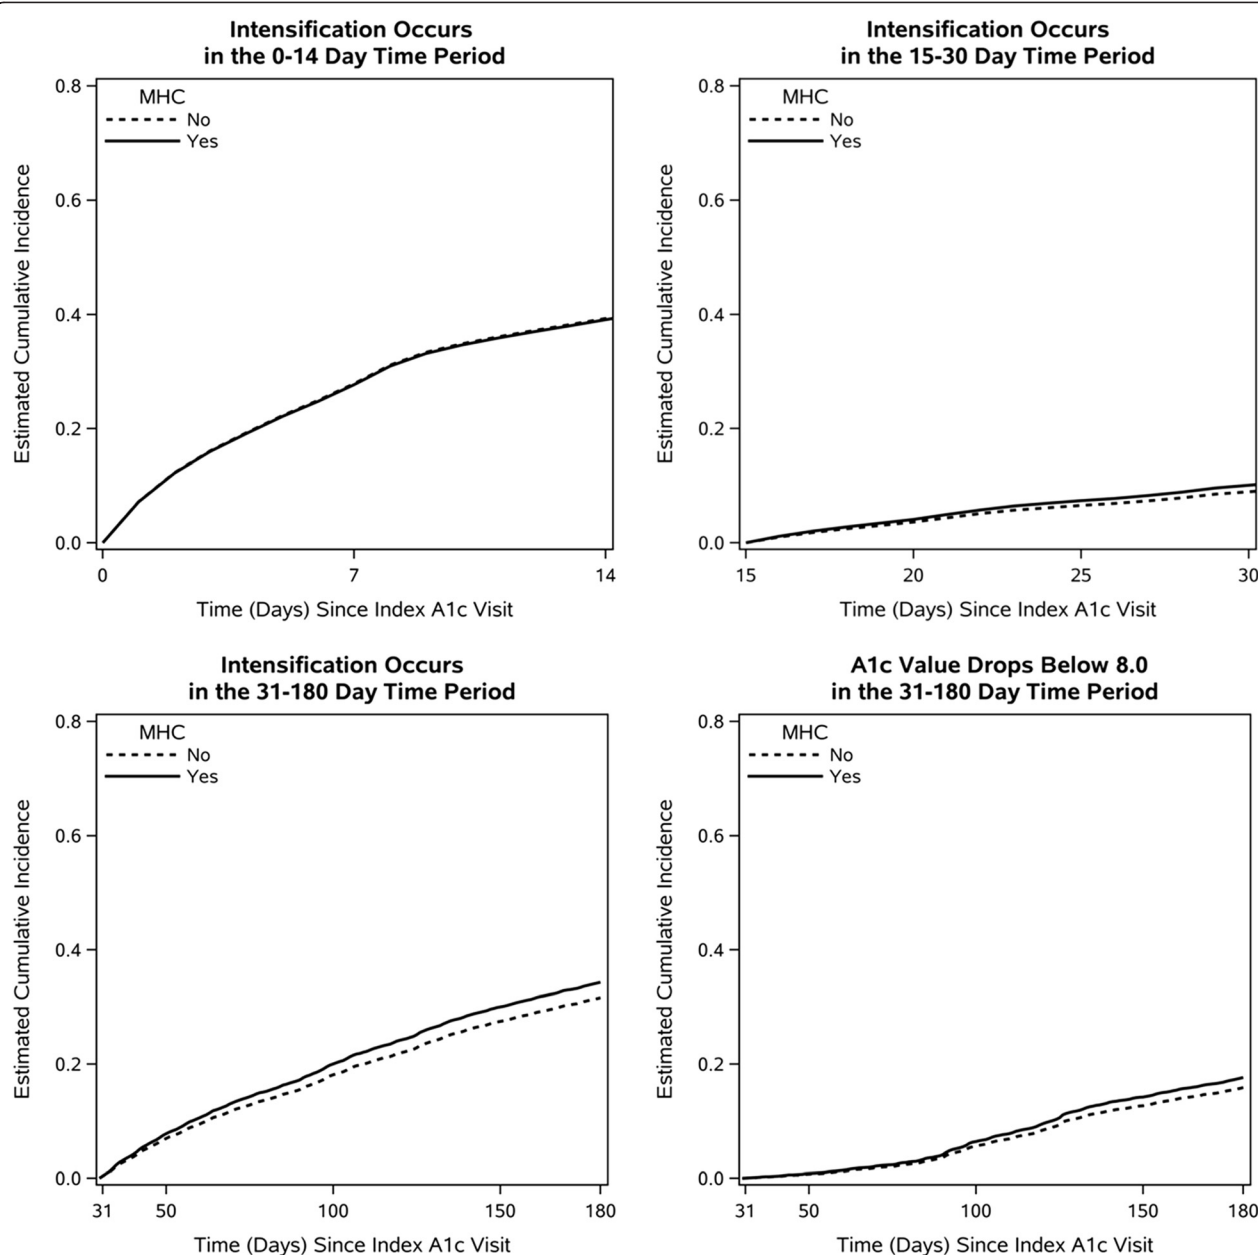 Intensification Occurs
in the 0-14 Day Time Period
0.8
0.6
0.4
0.2
0.0
Estimated Cumulative Incidence
MHC
No
Yes
0 7 14
Time (Days) Since Index A1c Visit
Intensification Occurs
in the 15-30 Day Time Period
0.8
0.6
0.4
0.2
0.0
Estimated Cumulative Incidence
MHC
No
Yes
15 20 25 30
Time (Days) Since Index A1c Visit
Intensification Occurs
in the 31-180 Day Time Period
0.8
0.6
0.4
0.2
0.0
Estimated Cumulative Incidence
MHC
No
Yes
31 50 100 150 180
Time (Days) Since Index A1c Visit
A1c Value Drops Below 8.0
in the 31-180 Day Time Period
0.8
0.6
0.4
0.2
0.0
Estimated Cumulative Incidence
MHC
No
Yes
31 50 100 150 180
Time (Days) Since Index A1c Visit